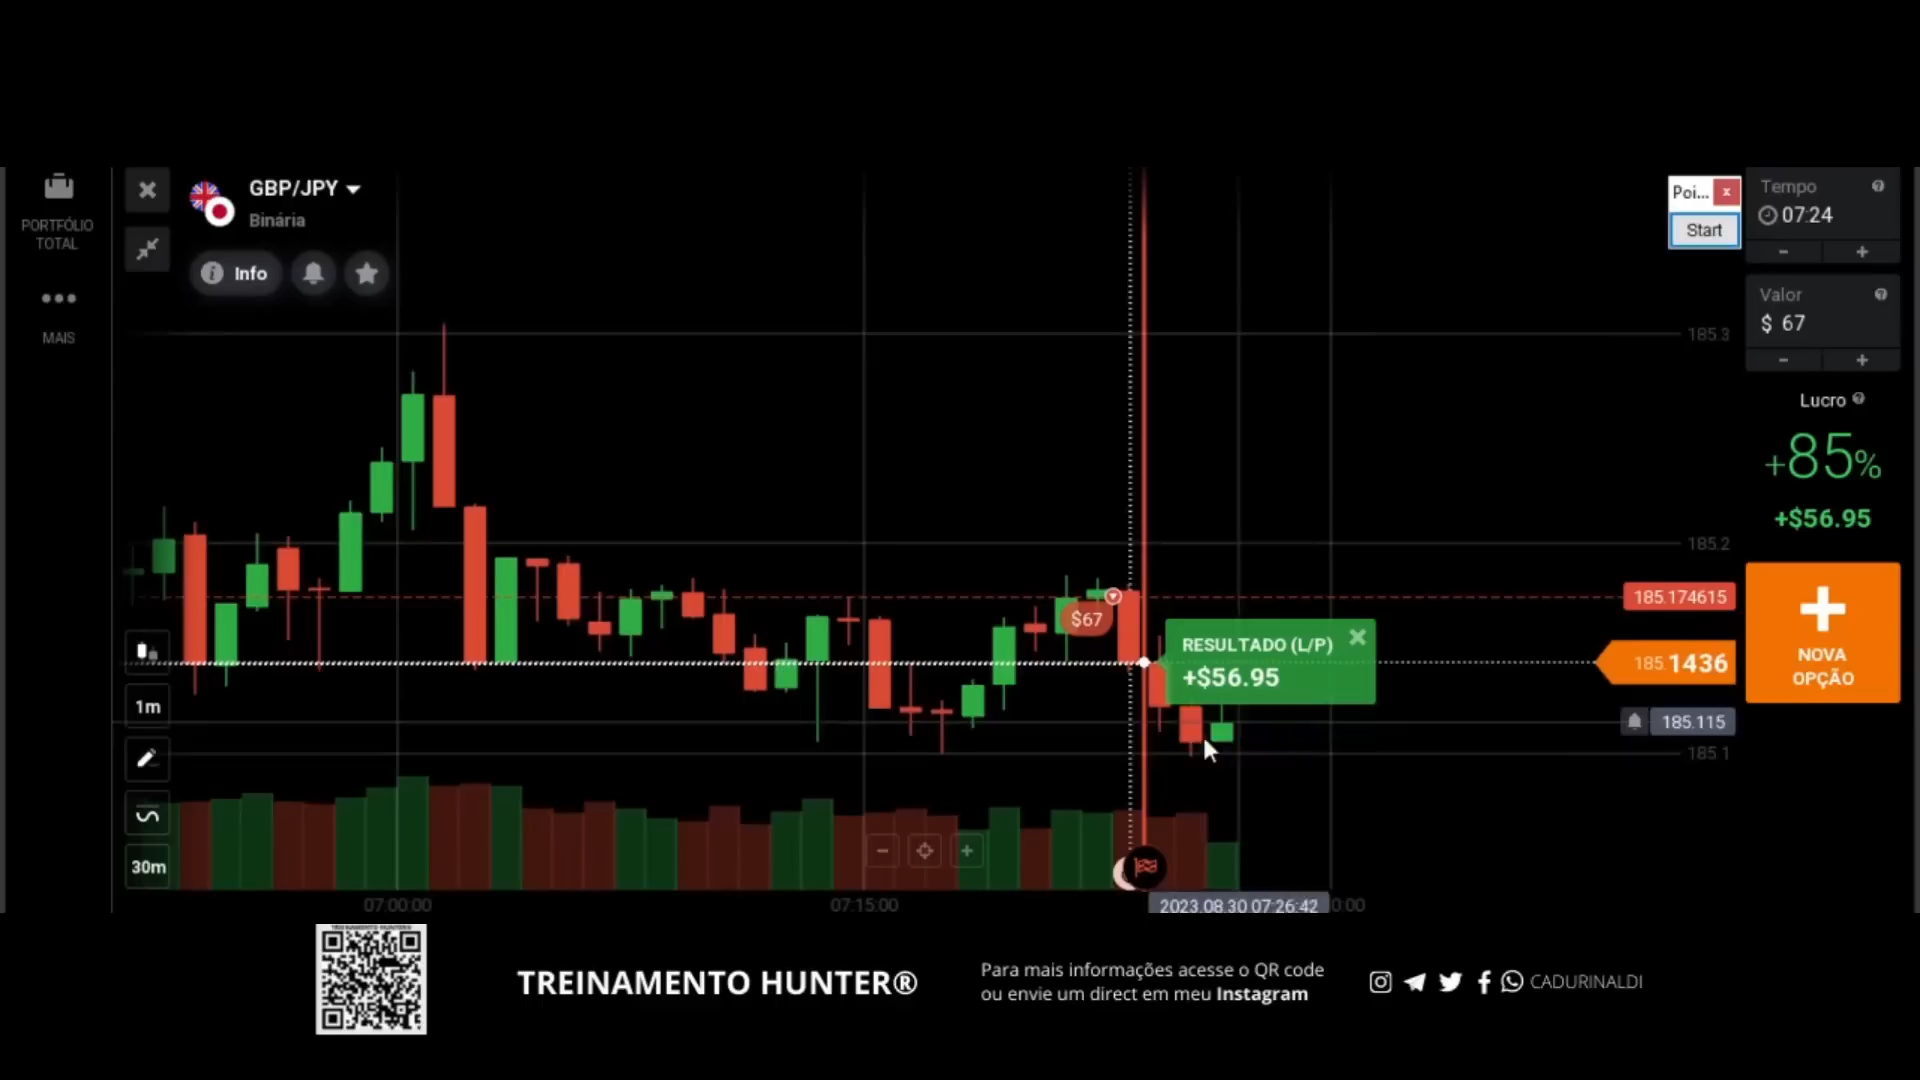 PORTFÓLIO
TOTAL
MAIS
GBP/JPY
Binária
Info
Poi...
x
Start
Tempo
07:24
-
+
Valor
$ 67
-
+
Lucro
+85%
+$56.95
185.3
185.2
185.174615
185.1436
185.115
185.1
NOVA
OPÇÃO
$67
RESULTADO (L/P)
+$56.95
1m
30m
07:00:00
07:15:00
2023.08.30 07:26:42
0:00
TREINAMENTO HUNTER®
Para mais informações acesse o QR code
ou envie um direct em meu Instagram
CADURINALDI